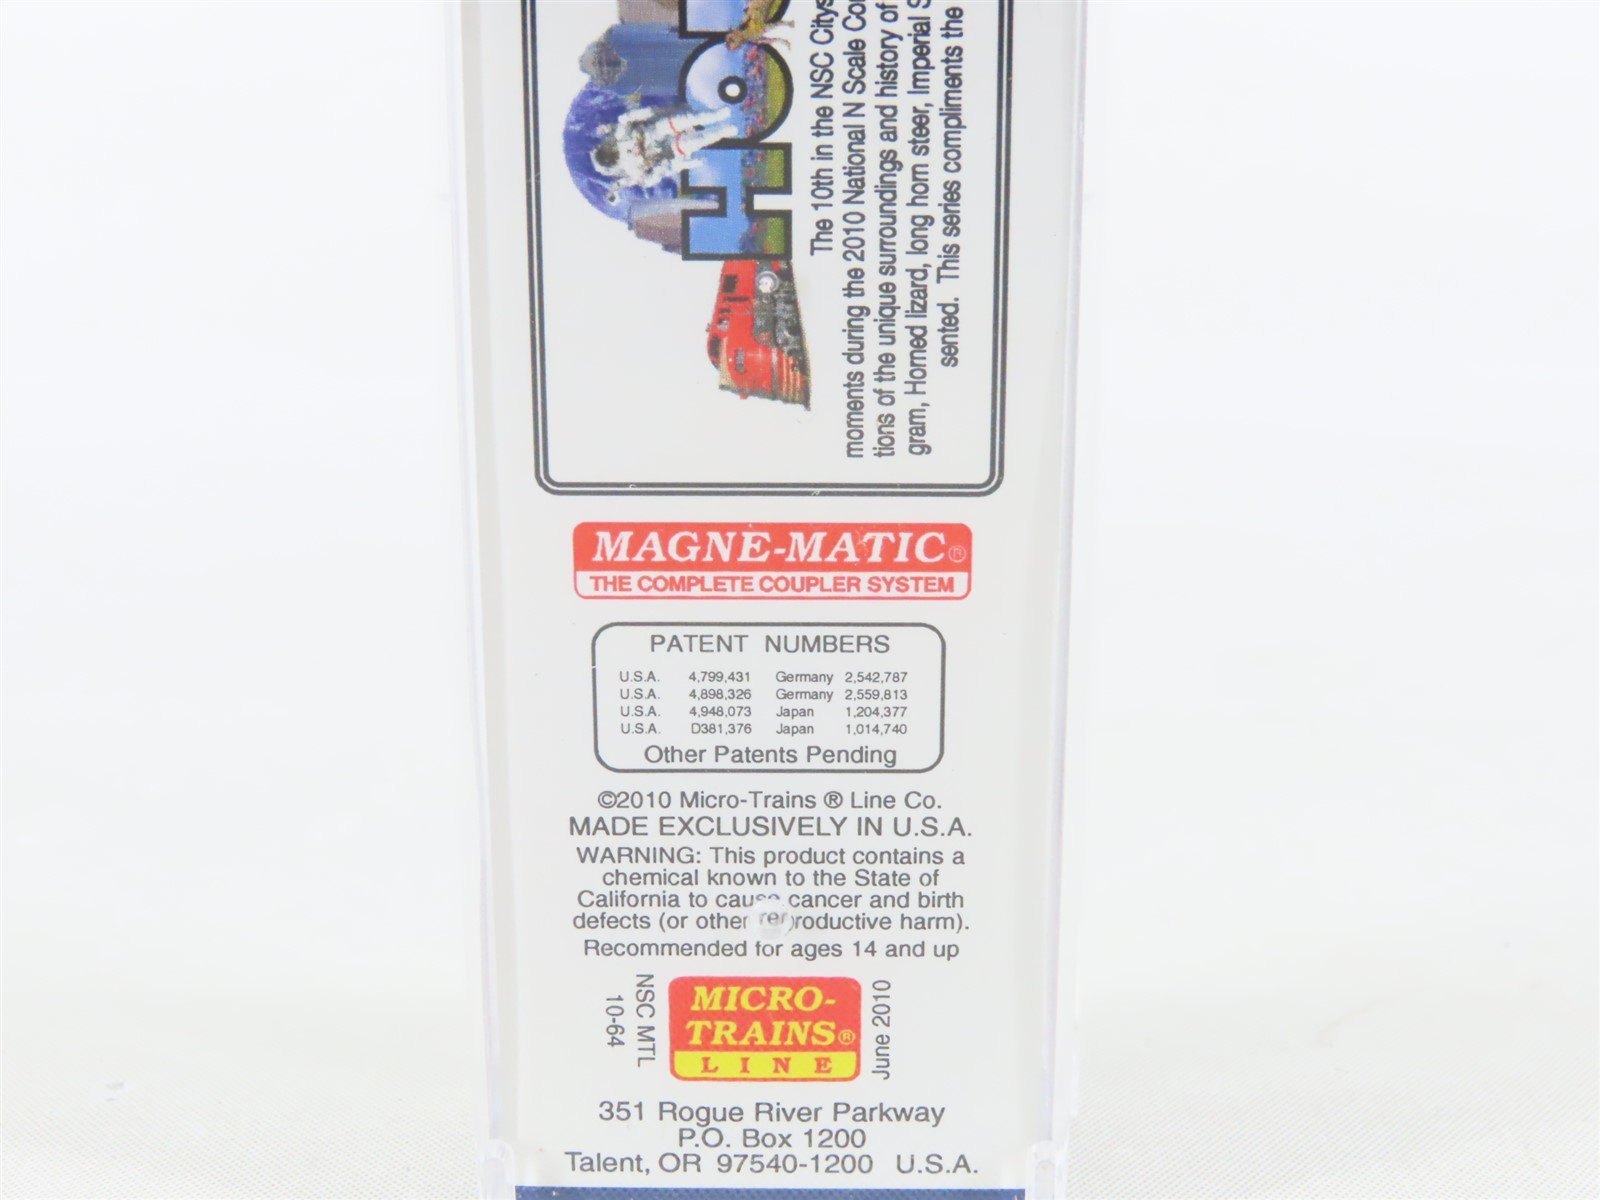 Ho
The 10th in the NSC Citys
moments during the 2010 National N Scale Co
tions of the unique surroundings and history of
gram, Horned lizard, long horn steer, Imperial S
sented. This series compliments the
MAGNE-MATIC®
THE COMPLETE COUPLER SYSTEM
PATENT NUMBERS
U.S.A. 4,799,431 Germany 2,542,787
U.S.A. 4,898,326 Germany 2,559,813
U.S.A. 4,948,073 Japan 1,204,377
U.S.A. D381,376 Japan 1,014,740
Other Patents Pending
©2010 Micro-Trains ® Line Co.
MADE EXCLUSIVELY IN U.S.A.
WARNING: This product contains a
chemical known to the State of
California to cause cancer and birth
defects (or other reproductive harm).
Recommended for ages 14 and up
NSC MTL
10-64
MICRO-
TRAINS®
LINE
June 2010
351 Rogue River Parkway
P.O. Box 1200
Talent, OR 97540-1200 U.S.A.